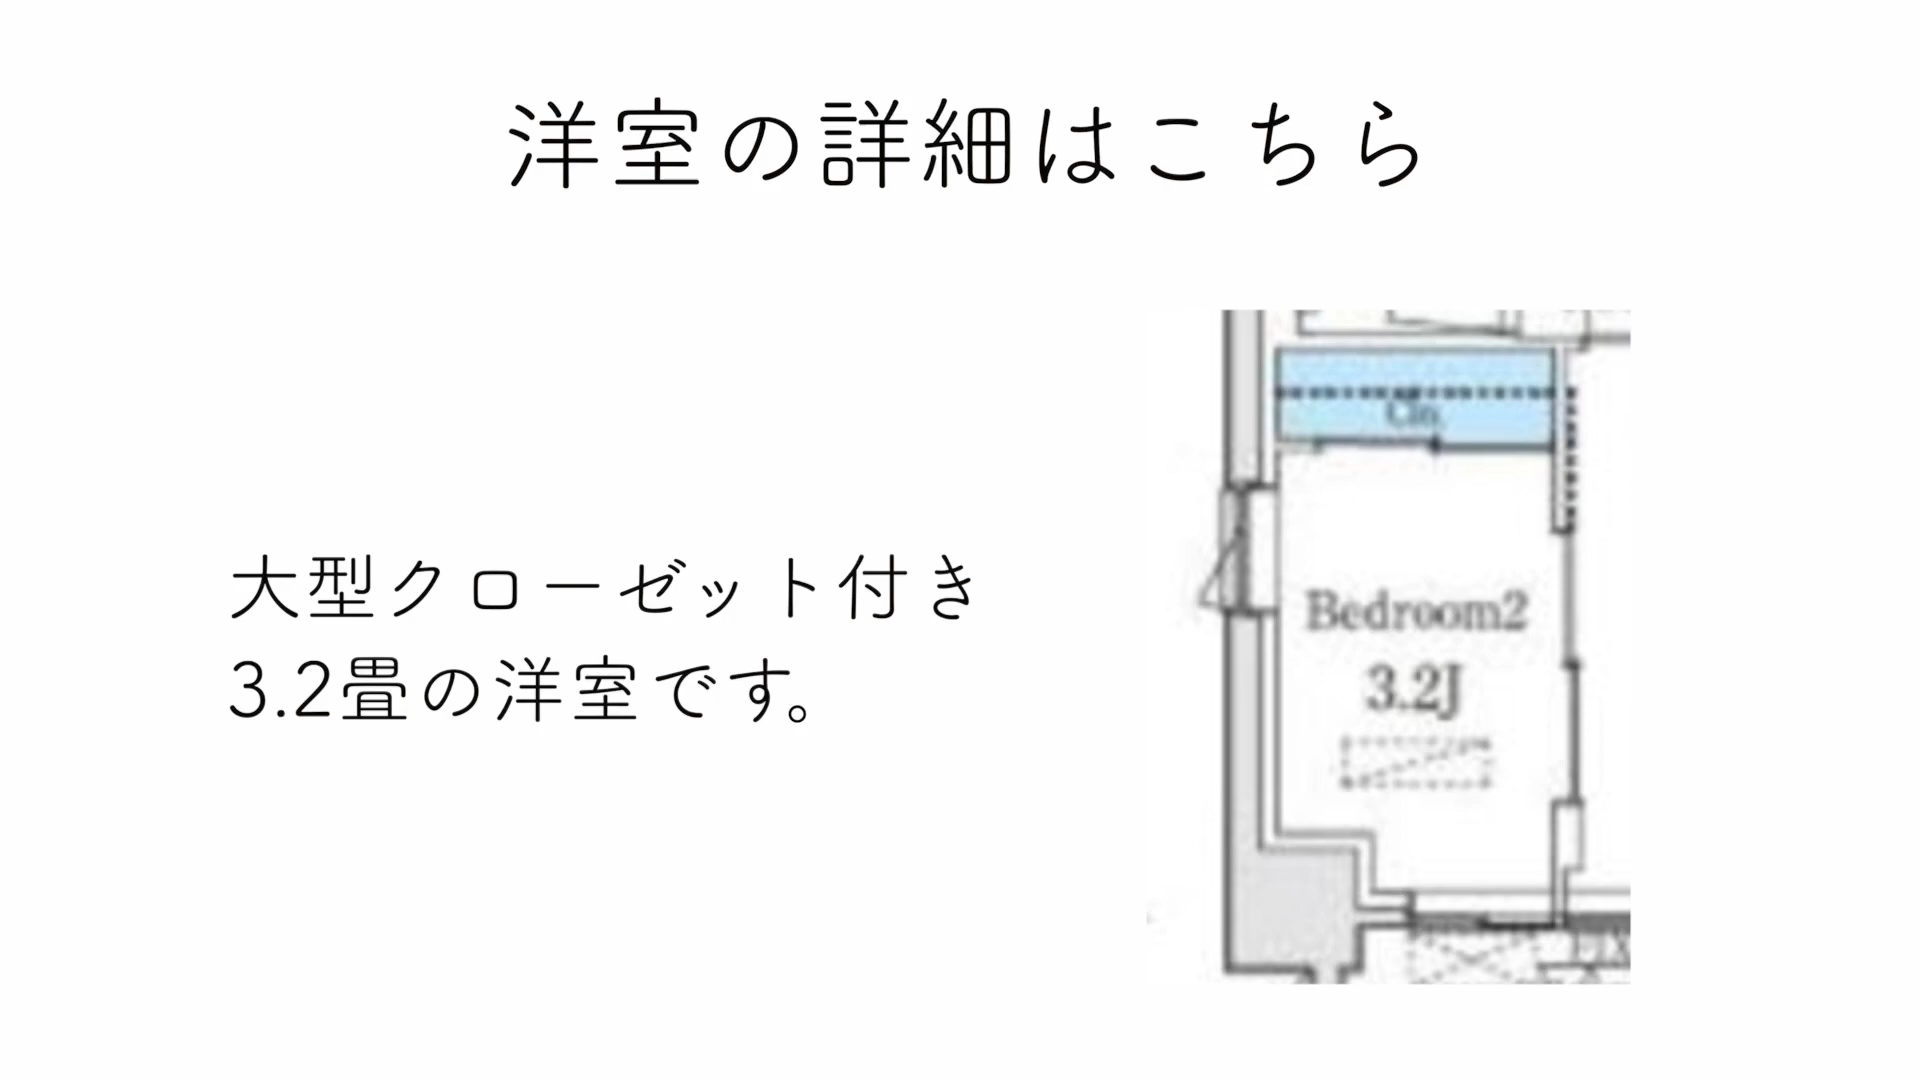 洋室の詳細はこちら
大型クローゼット付き
3.2畳の洋室です。
Clo.
Bedroom2
3.2J